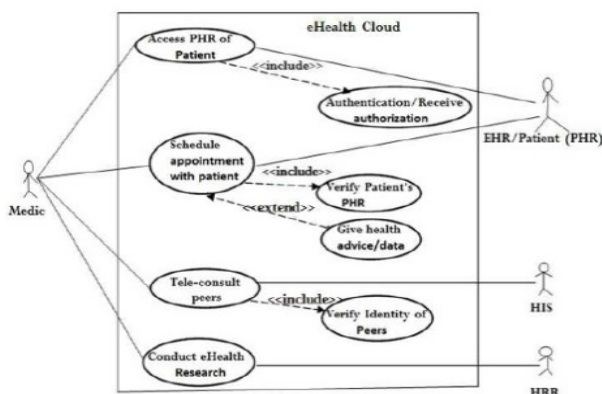 eHealth Cloud
Access PHR of
Patient
<<include>>
Authentication/Receive
authorization
EHR/Patient (PHR)
Schedule
appointment
with patient
<<include>>
Verify Patient's
PHR
<<extend>>
Give health
advice/data
Medic
Tele-consult
peers
<<include>>
Verify Identity of
Peers
HIS
Conduct eHealth
Research
HRR